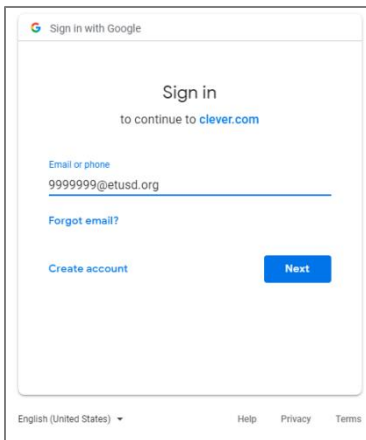 Sign in with Google
Sign in
to continue to clever.com
Email or phone
9999999@etusd.org
Forgot email?
Create account Next
English (United States) Help Privacy Terms